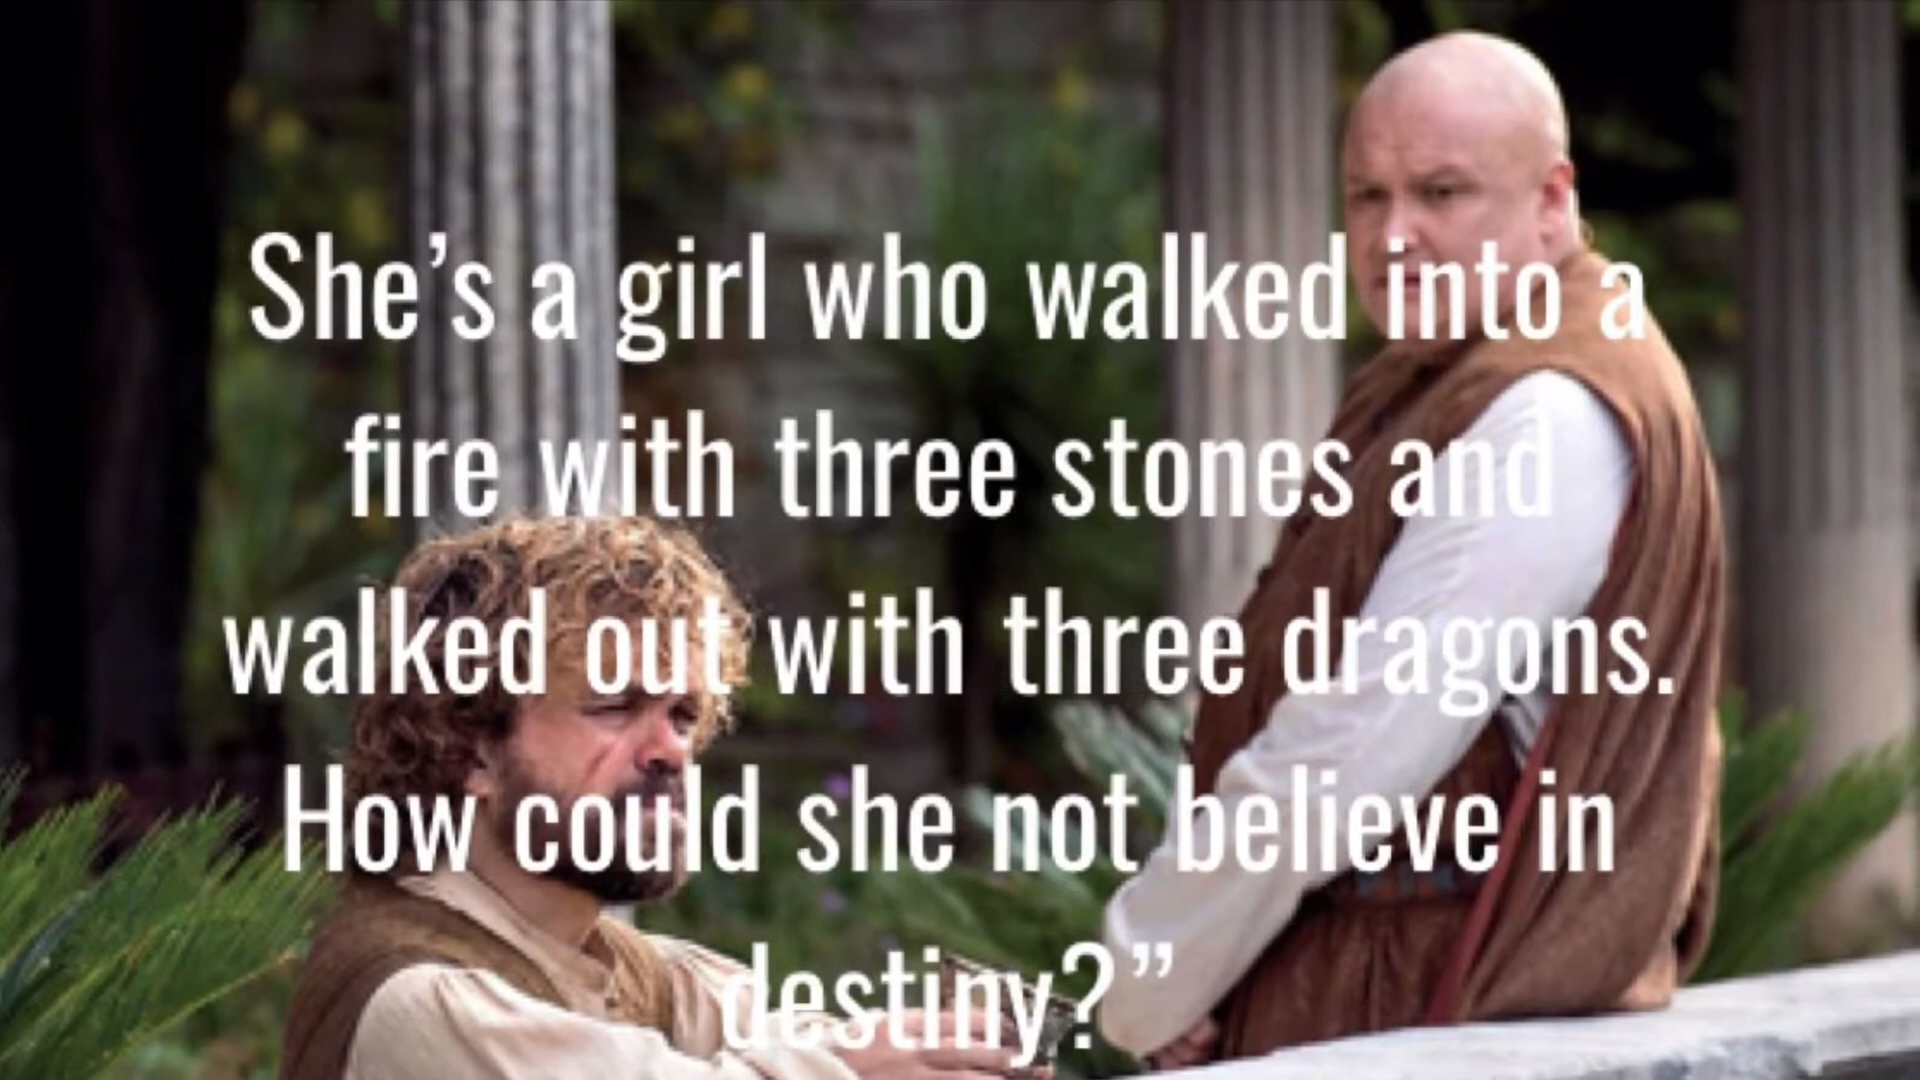 She’s a girl who walked into a
fire with three stones and
walked out with three dragons.
How could she not believe in
destiny?”